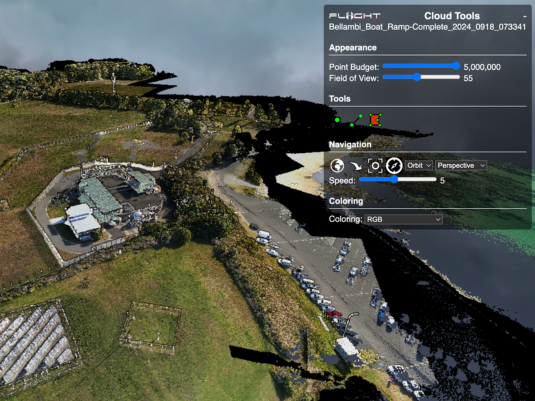 FLIGHT Cloud Tools -
Bellambi_Boat_Ramp-Complete_2024_0918_073341
Appearance
Point Budget: 5,000,000
Field of View: 55
Tools
Navigation
Orbit Perspective
Speed: 5
Coloring
Coloring: RGB